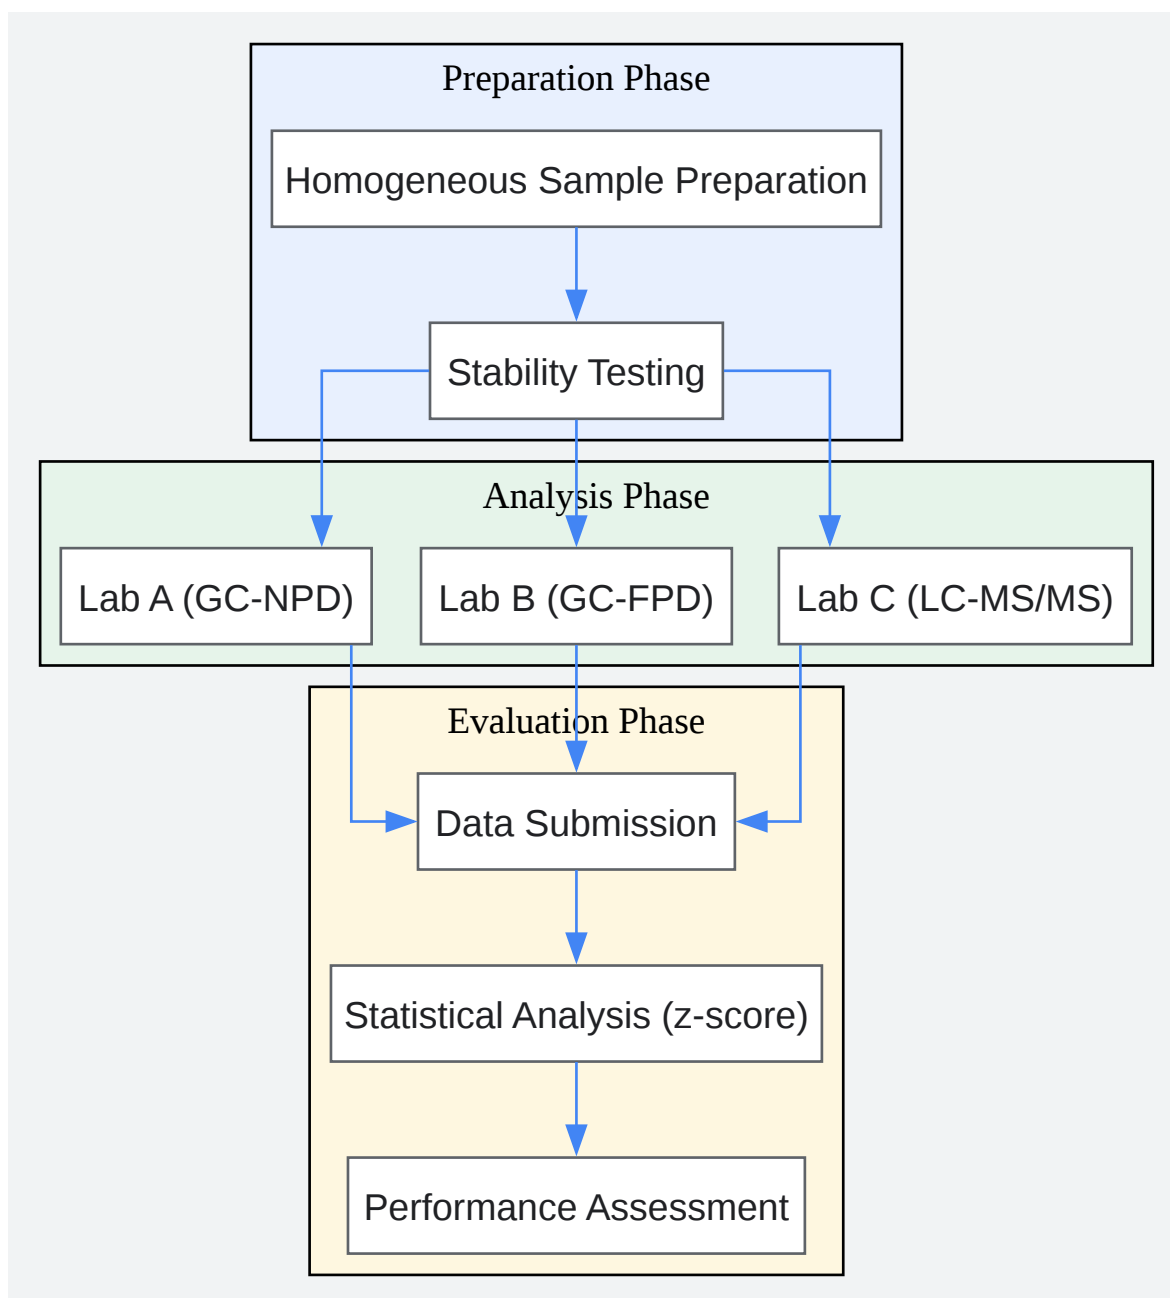 Preparation Phase
Homogeneous Sample Preparation
Stability Testing
Analysis Phase
Lab A (GC-NPD)
Lab B (GC-FPD)
Lab C (LC-MS/MS)
Evaluation Phase
Data Submission
Statistical Analysis (z-score)
Performance Assessment